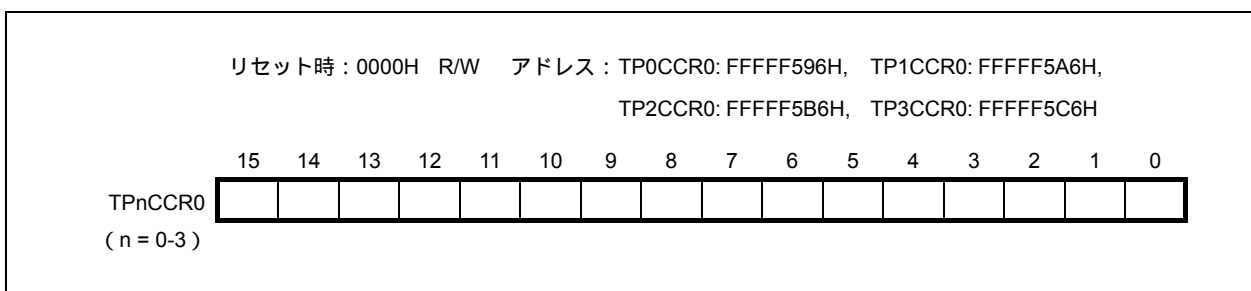 リセット時：0000H R/W アドレス：TP0CCR0: FFFFF596H, TP1CCR0: FFFFF5A6H,
TP2CCR0: FFFFF5B6H, TP3CCR0: FFFFF5C6H
15 14 13 12 11 10 9 8 7 6 5 4 3 2 1 0
TPnCCR0
（n = 0-3）